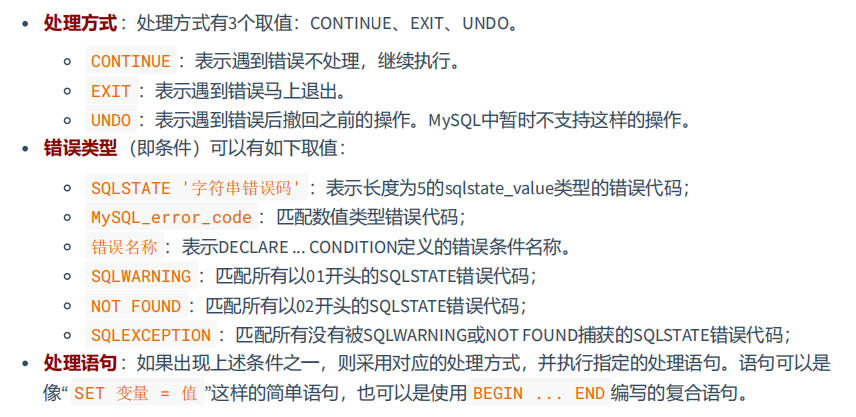 处理方式：处理方式有3个取值：CONTINUE、EXIT、UNDO。
CONTINUE：表示遇到错误不处理，继续执行。
EXIT：表示遇到错误马上退出。
UNDO：表示遇到错误后撤回之前的操作。MySQL中暂时不支持这样的操作。
错误类型（即条件）可以有如下取值：
SQLSTATE '字符串错误码'：表示长度为5的sqlstate_value类型的错误代码；
MySQL_error_code：匹配数值类型错误代码；
错误名称：表示DECLARE ... CONDITION定义的错误条件名称。
SQLWARNING：匹配所有以01开头的SQLSTATE错误代码；
NOT FOUND：匹配所有以02开头的SQLSTATE错误代码；
SQLEXCEPTION：匹配所有没有被SQLWARNING或NOT FOUND捕获的SQLSTATE错误代码；
处理语句：如果出现上述条件之一，则采用对应的处理方式，并执行指定的处理语句。语句可以是
像“SET 变量 = 值”这样的简单语句，也可以是使用BEGIN ... END编写的复合语句。